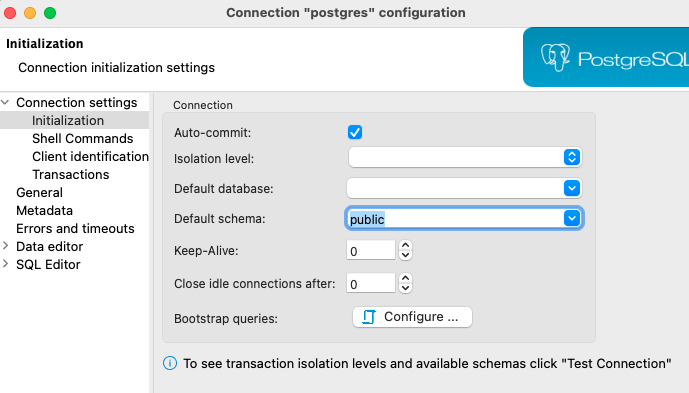 Connection "postgres" configuration
Initialization
Connection initialization settings
PostgreSQL
Connection settings
Initialization
Shell Commands
Client identification
Transactions
General
Metadata
Errors and timeouts
Data editor
SQL Editor
Connection
Auto-commit:
Isolation level:
Default database:
Default schema: public
Keep-Alive: 0
Close idle connections after: 0
Bootstrap queries: Configure ...
To see transaction isolation levels and available schemas click "Test Connection"